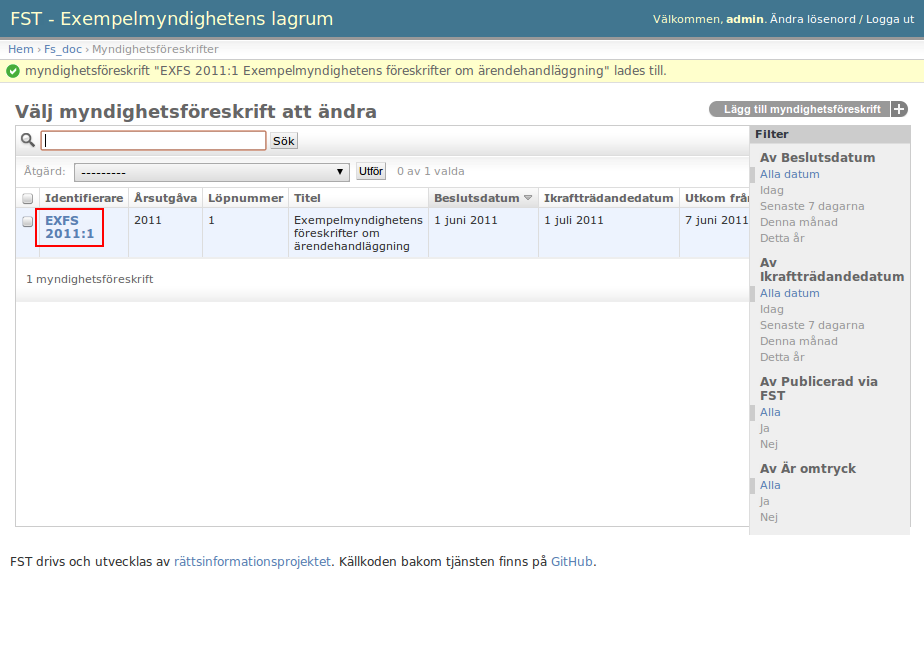 FST - Exempelmyndighetens lagrum
Välkommen, admin. Ändra lösenord / Logga ut
Hem › Fs_doc › Myndighetsföreskrifter
myndighetsföreskrift "EXFS 2011:1 Exempelmyndighetens föreskrifter om ärendehandläggning" lades till.
Välj myndighetsföreskrift att ändra
Lägg till myndighetsföreskrift
Sök
Åtgärd:
---------
Utför
0 av 1 valda
Identifierare Årsutgåva Löpnummer Titel Beslutsdatum Ikraftträdandedatum Utkom frår
EXFS
2011:1
2011
1
Exempelmyndighetens
föreskrifter om
ärendehandläggning
1 juni 2011
1 juli 2011
7 juni 2011
1 myndighetsföreskrift
Filter
Av Beslutsdatum
Alla datum
Idag
Senaste 7 dagarna
Denna månad
Detta år
Av
Ikraftträdandedatum
Alla datum
Idag
Senaste 7 dagarna
Denna månad
Detta år
Av Publicerad via
FST
Alla
Ja
Nej
Av Är omtryck
Alla
Ja
Nej
FST drivs och utvecklas av rättsinformationsprojektet. Källkoden bakom tjänsten finns på GitHub.